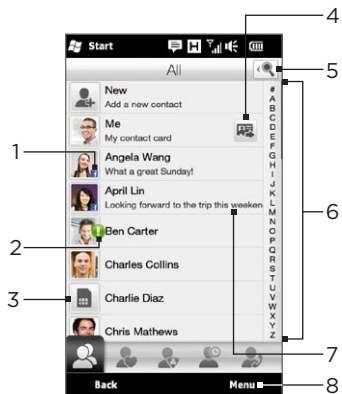 4
Start
H
All
5
New
Add a new contact
Me
My contact card
1
Angela Wang
What a great Sunday!
April Lin
Looking forward to the trip this weeken
6
2
Ben Carter
Charles Collins
3
Charlie Diaz
7
Chris Mathews
#
A
B
C
D
E
F
G
H
I
J
K
L
M
N
O
P
Q
R
S
T
U
V
W
X
Y
Z
Back
Menu
8